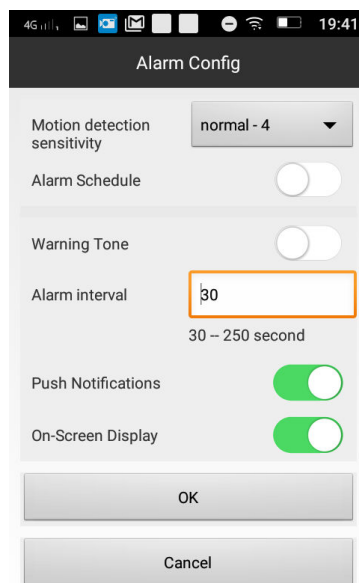 4G 19:41
Alarm Config
Motion detection
sensitivity
normal - 4
Alarm Schedule
Warning Tone
Alarm interval
30
30 -- 250 second
Push Notifications
On-Screen Display
OK
Cancel